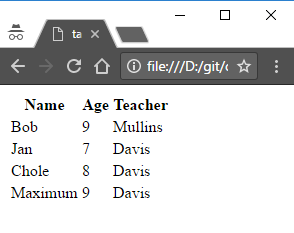 ta
file:///D:/git/c
Name Age Teacher
Bob 9 Mullins
Jan 7 Davis
Chole 8 Davis
Maximum 9 Davis